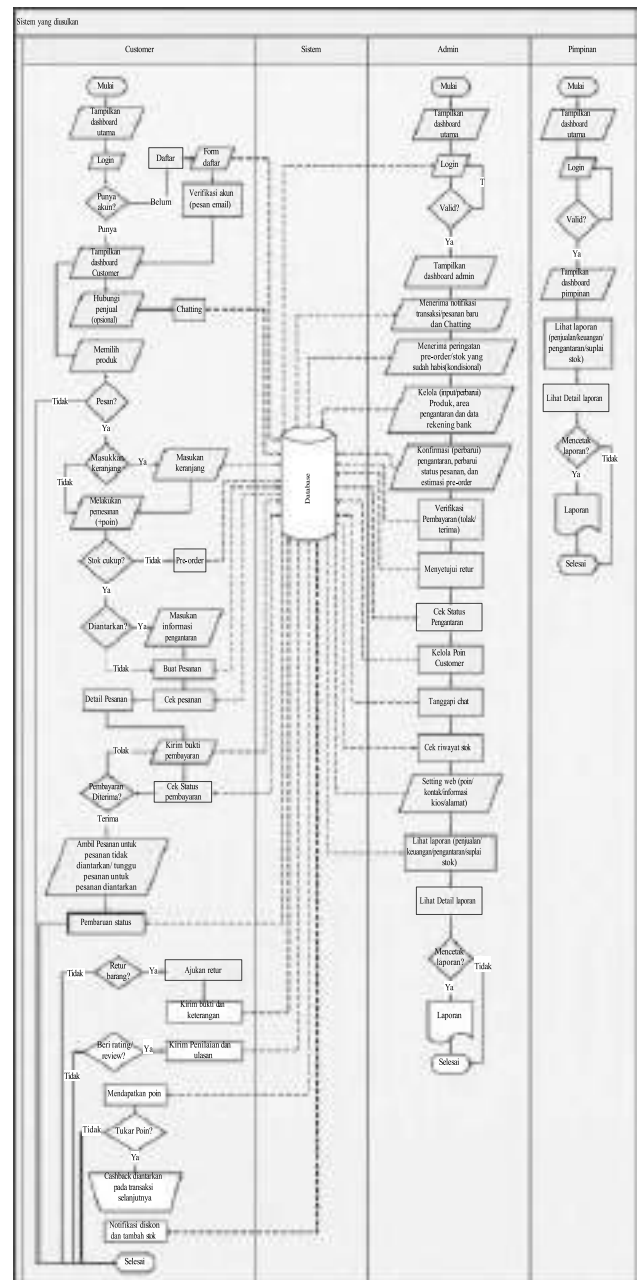 Sistem yang diusulkan
Customer
Sistem
Admin
Pimpinan
Mulai
Tampilkan
dashboard
utama
Login
Punya
akun?
Belum
Daftar
Form
daftar
Verifikasi akun
(pesan email)
Punya
Tampilkan
dashboard
Customer
Hubungi
penjual
(opsional)
Chatting
Memilih
produk
Pesan?
Tidak
Ya
Masukkan
keranjang?
Ya
Masukan
keranjang
Tidak
Melakukan
pemesanan
(+poin)
Stok cukup?
Tidak
Pre-order
Ya
Diantarkan?
Ya
Masukan
informasi
pengantaran
Tidak
Buat Pesanan
Detail Pesanan
Cek pesanan
Tolak
Kirim bukti
pembayaran
Pembayaran
Diterima?
Cek Status
pembayaran
Terima
Ambil Pesanan untuk
pesanan tidak
diantarkan/ tunggu
pesanan untuk
pesanan diantarkan
Pembaruan status
Tidak
Retur
barang?
Ya
Ajukan retur
Kirim bukti dai
keterangan
Beri rating/
review?
Ya
Kirim Penilaian dan
ulasan
Tidak
Mendapatkan poin
Tidak
Tukar Poin?
Ya
Cashback diantarkan
pada transaksi
selanjutnya
Notifikasi diskon
dan tambah stok
Selesai
Database
Mulai
Tampilkan
dashboard
utama
Login
T
Valid?
Ya
Tampilkan
dashboard admin
Menerima notifikasi
transaksi/pesanan baru
dan Chatting
Menerima peringatan
pre-order/stok yang
sudah habis(kondisional)
Kelola (input/perbarui)
Produk, area
pengantaran dan data
rekening bank
Konfirmasi (perbarui)
pengantaran, perbarui
status pesanan, dan
estimasi pre-order
Verifikasi
Pembayaran (tolak/
terima)
Menyetujui retur
Cek Status
Pengantaran
Kelola Poin
Customer
Tanggapi chat
Cek riwayat stok
Setting web (poin/
kontak/informasi
kios/alamat)
Lihat laporan (penjualan/
keuangan/pengantaran/suplai
stok)
Lihat Detail laporan
Mencetak
laporan?
Tidak
Ya
Laporan
Selesai
Mulai
Tampilkan
dashboard
utama
Login
Valid?
Ya
Tampilkan
dashboard
pimpinan
Lihat laporan
(penjualan/keuangan/
pengantaran/suplai
stok)
Lihat Detail laporan
Mencetak
laporan?
Tidak
Ya
Laporan
Selesai